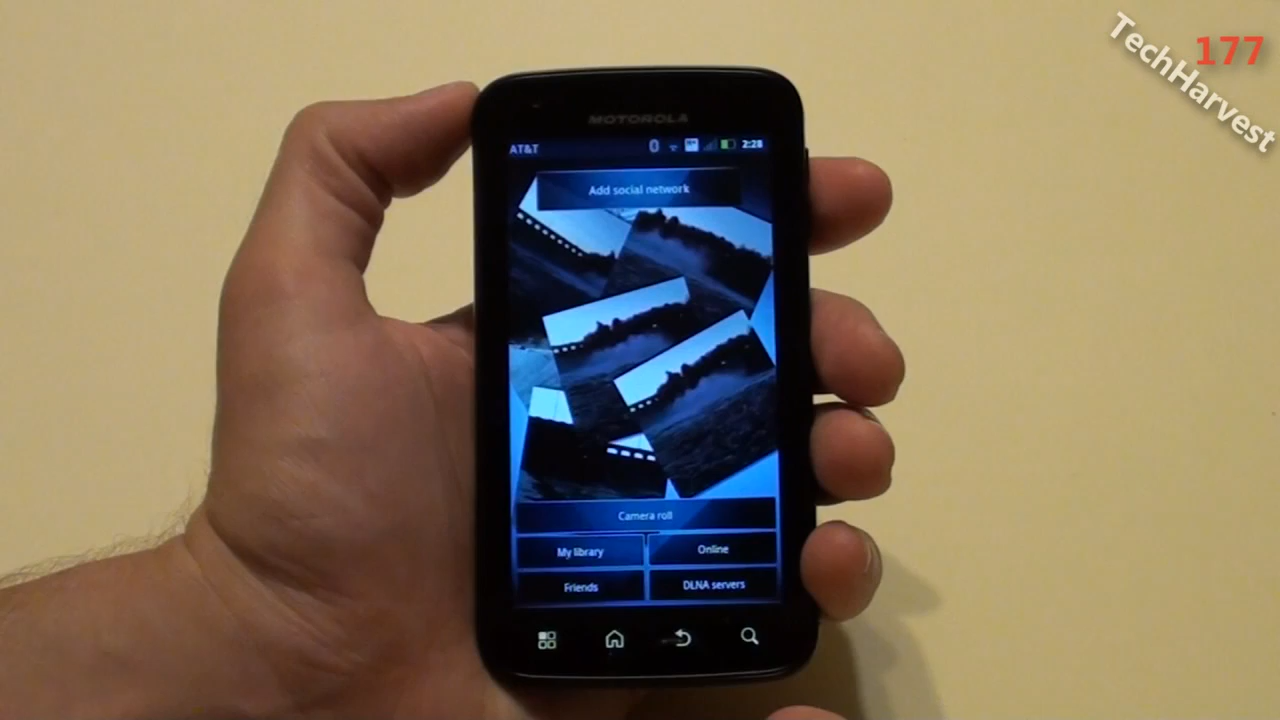 TechHarvest
177
MOTOROLA
AT&T
2:28
Add social network
Camera roll
My library
Online
Friends
DLNA servers